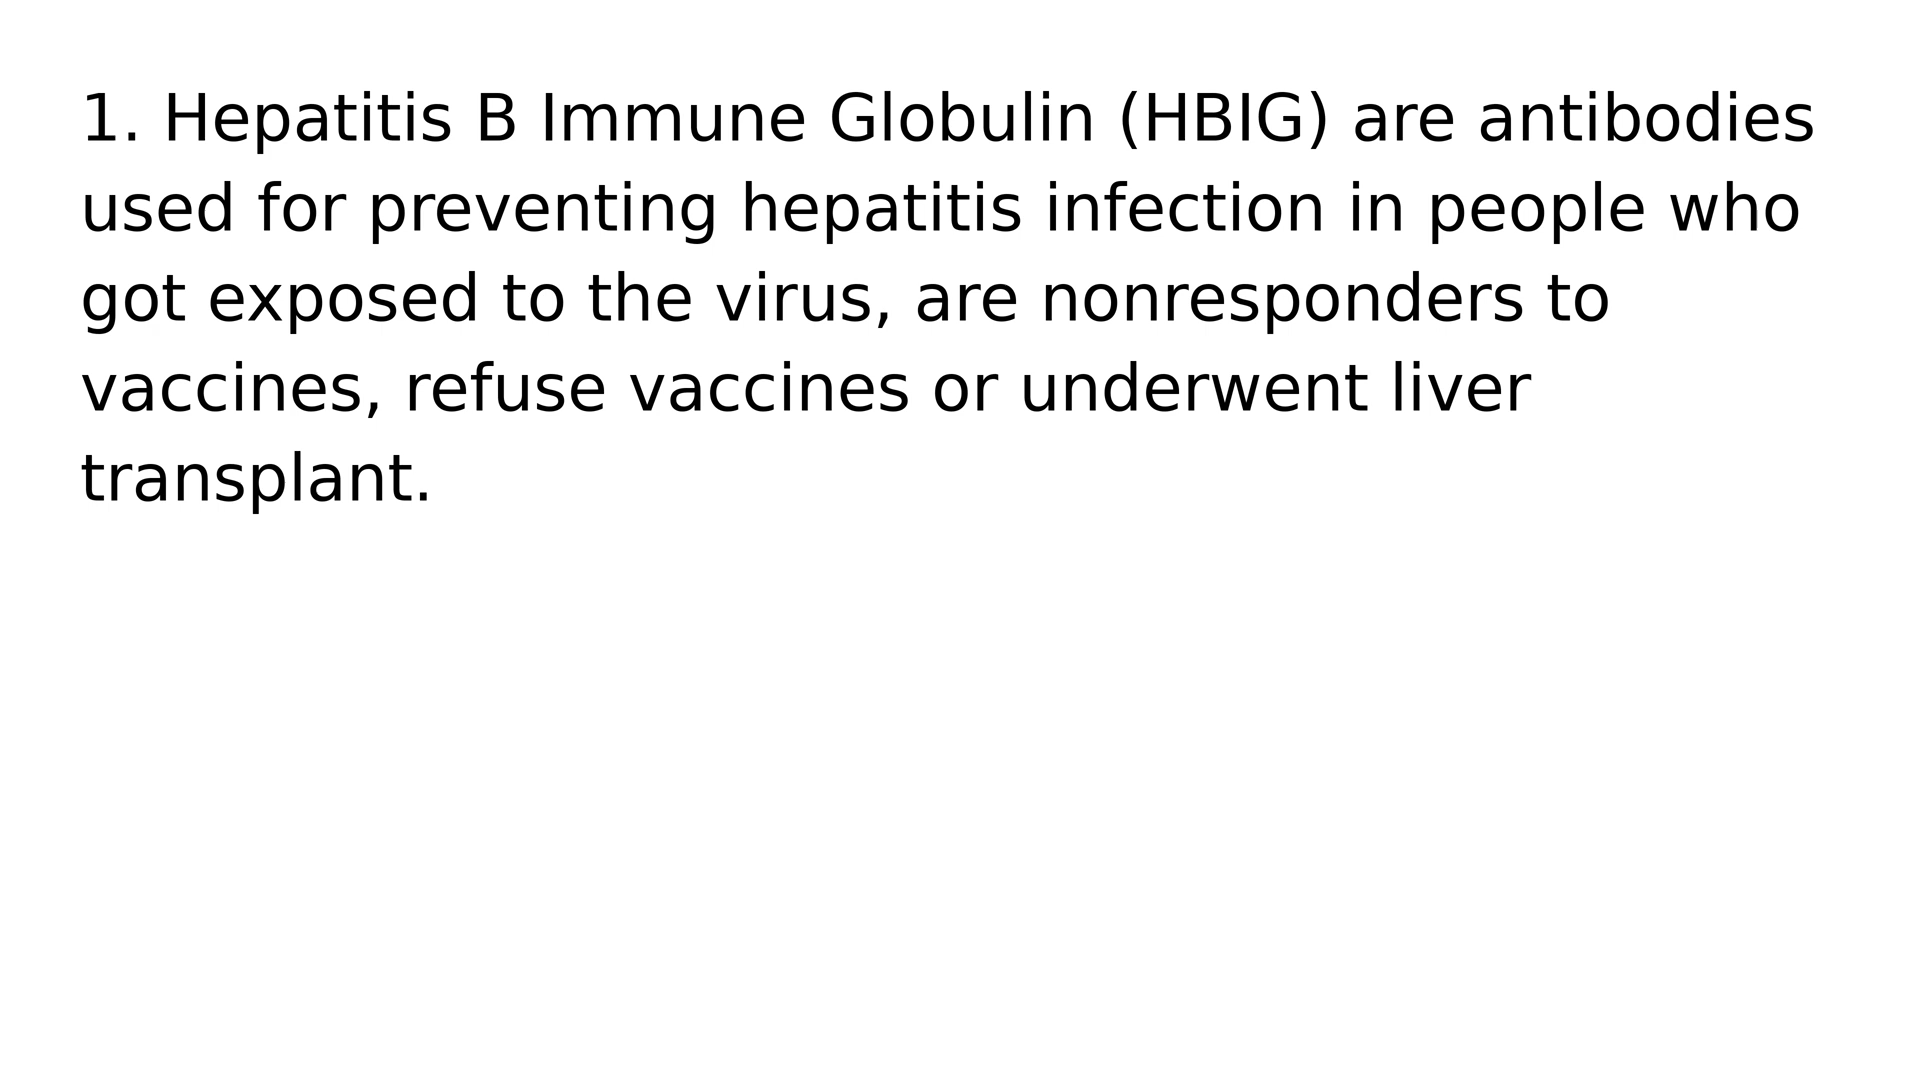 1. Hepatitis B Immune Globulin (HBIG) are antibodies
used for preventing hepatitis infection in people who
got exposed to the virus, are nonresponders to
vaccines, refuse vaccines or underwent liver
transplant.